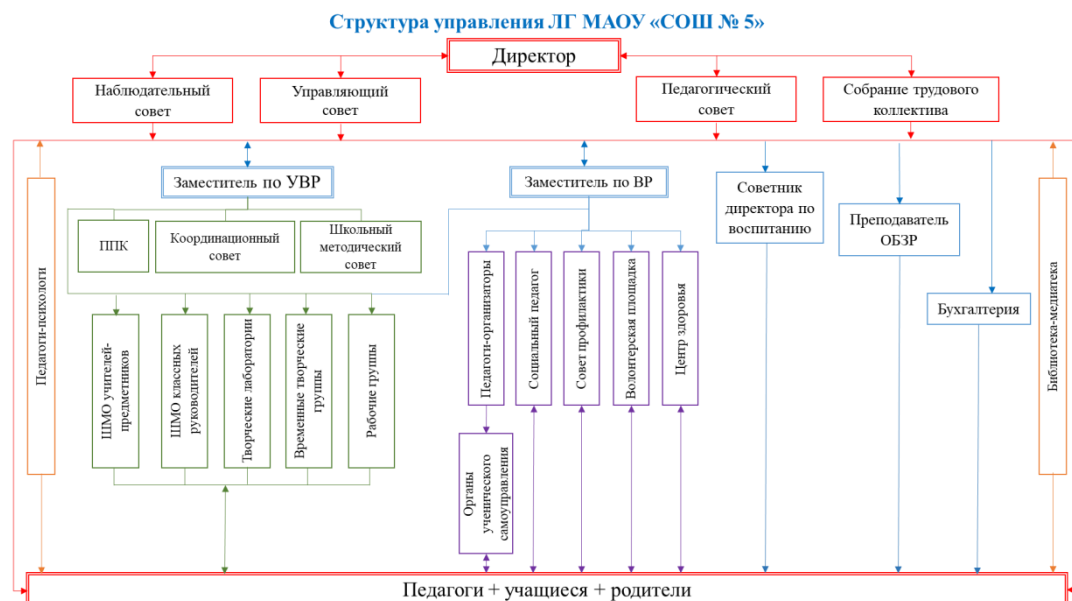 Структура управления ЛГ МАОУ «СОШ № 5»
Директор
Наблюдательный
совет
Управляющий
совет
Педагогический
совет
Собрание трудового
коллектива
Заместитель по УВР
Заместитель по ВР
Советник
директора по
воспитанию
Преподаватель
ОБЗР
Бухгалтерия
Педагоги-психологи
Библиотека-медиатека
ППК
Координационный
совет
Школьный
методический
совет
ШМО учителей-
предметников
ШМО классных
руководителей
Творческие лаборатории
Временные творческие
группы
Рабочие группы
Педагоги-организаторы
Социальный педагог
Совет профилактики
Волонтерская площадка
Центр здоровья
Органы
ученического
самоуправления
Педагоги + учащиеся + родители